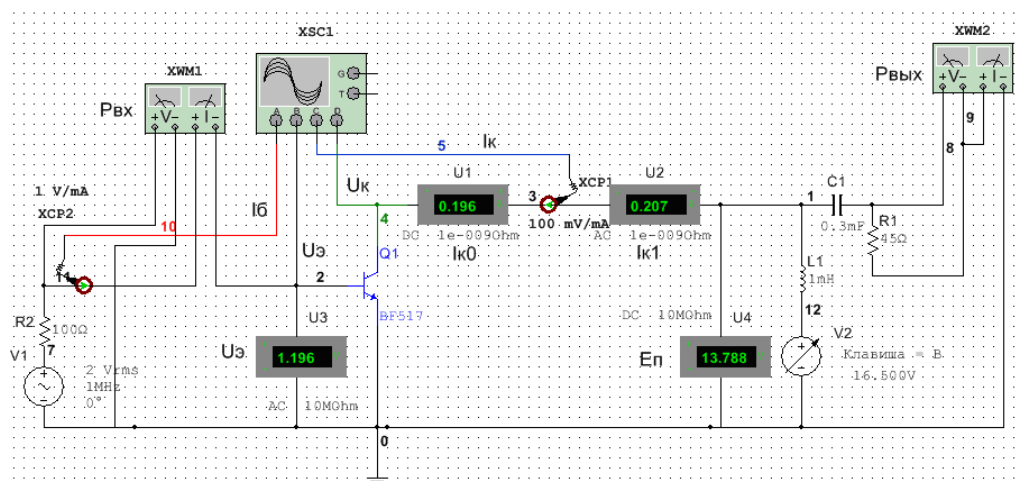 XSC1
XWM2
XWM1
Pвых
+V− +I−
G
T
Pвх
+V− +I−
A B C D
9
8
5
Iк
1 V/mA
XCP2
10
Iб
Uк
U1
0.196
DC 1e-009Ohm
Iк0
3
XCP1
100 mV/mA
U2
0.207
AC 1e-009Ohm
Iк1
1
C1
0.3mF
R1
45Ω
4
Uэ
2
Q1
BF517
L1
1mH
12
R2
100Ω
7
V1
2 Vrms
1MHz
0°
Uэ
U3
1.196
AC 10MOhm
DC 10MOhm
U4
Eп
13.788
V2
Клавиша = B
16.500V
0